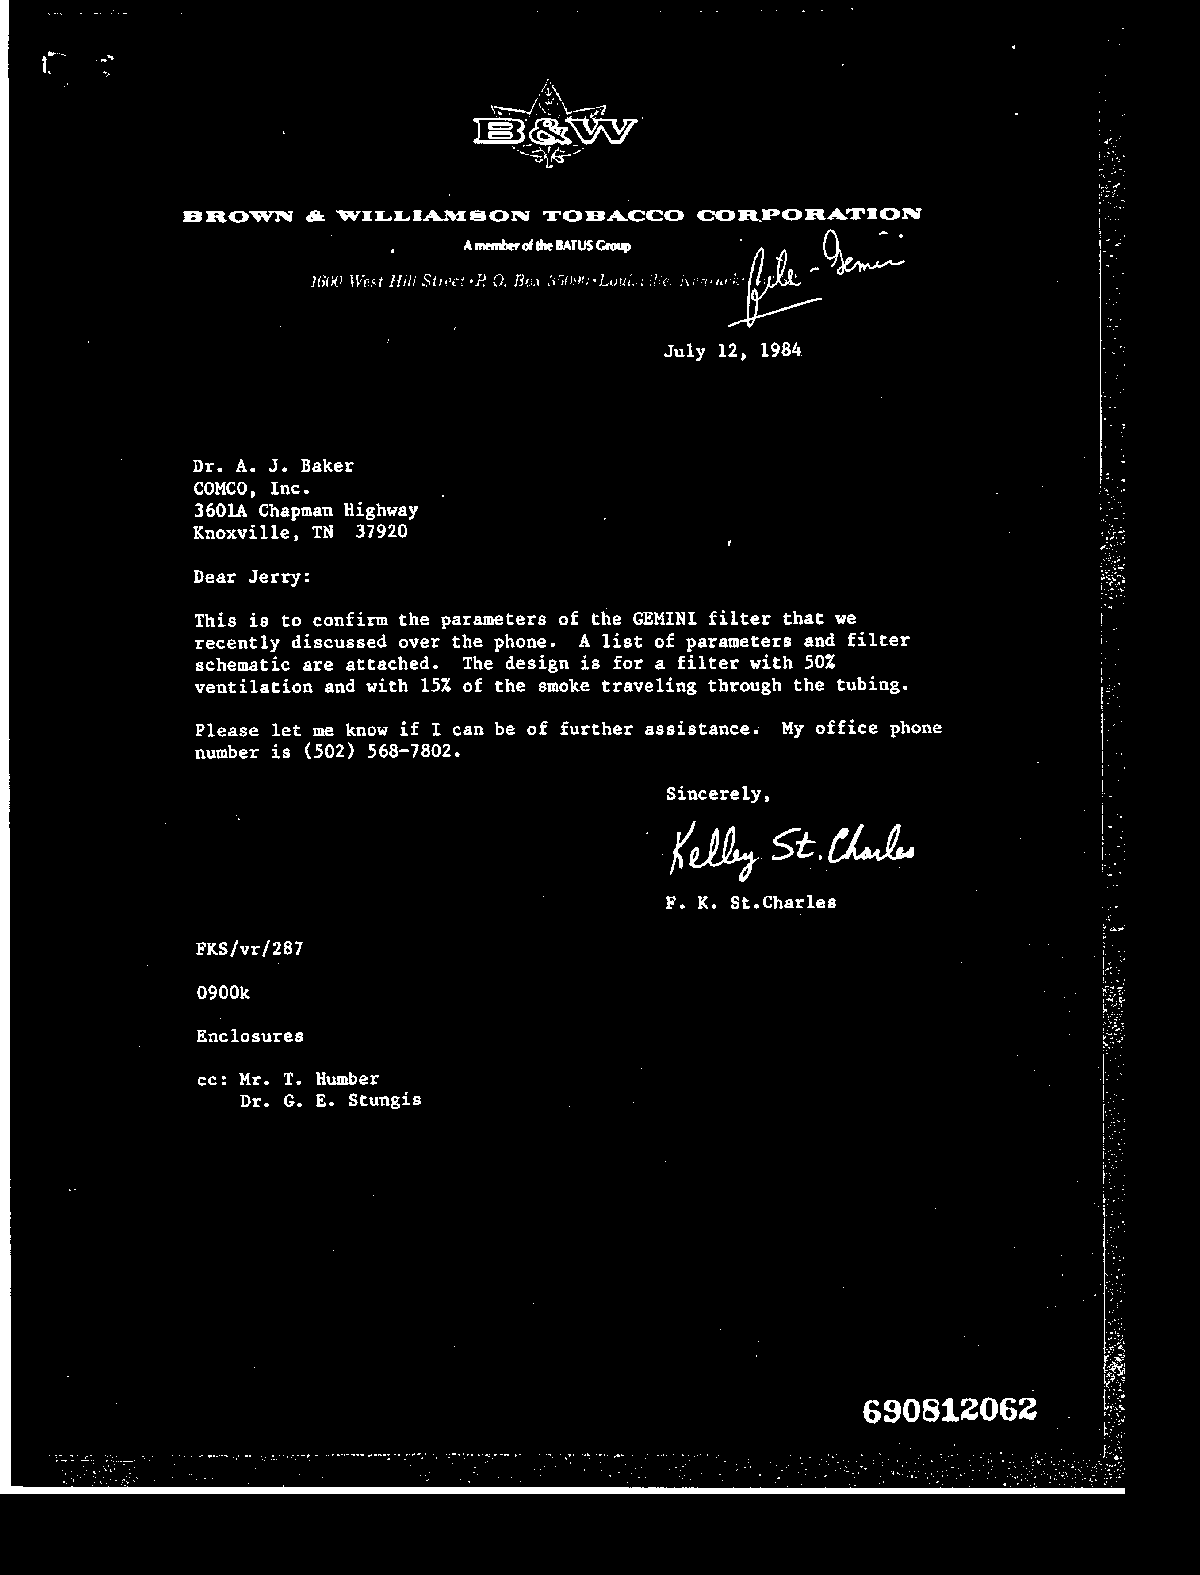 B&W
BROWN & WILLIAMSON TOBACCO CORPORATION
A member of the BATUS Group
1600 West Hill Street • P. O. Box 35090 •
File - Gemini
July 12, 1984
Dr. A. J. Baker
COMCO, Inc.
3601A Chapman Highway
Knoxville, TN 37920
Dear Jerry:
This is to confirm the parameters of the GEMINI filter that we
recently discussed over the phone. A list of parameters and filter
schematic are attached. The design is for a filter with 50%
ventilation and with 15% of the smoke traveling through the tubing.
Please let me know if I can be of further assistance. My office phone
number is (502) 568-7802.
Sincerely,
Kelley St. Charles
F. K. St.Charles
FKS/vr/287
0900k
Enclosures
cc: Mr. T. Humber
Dr. G. E. Stungis
690812062